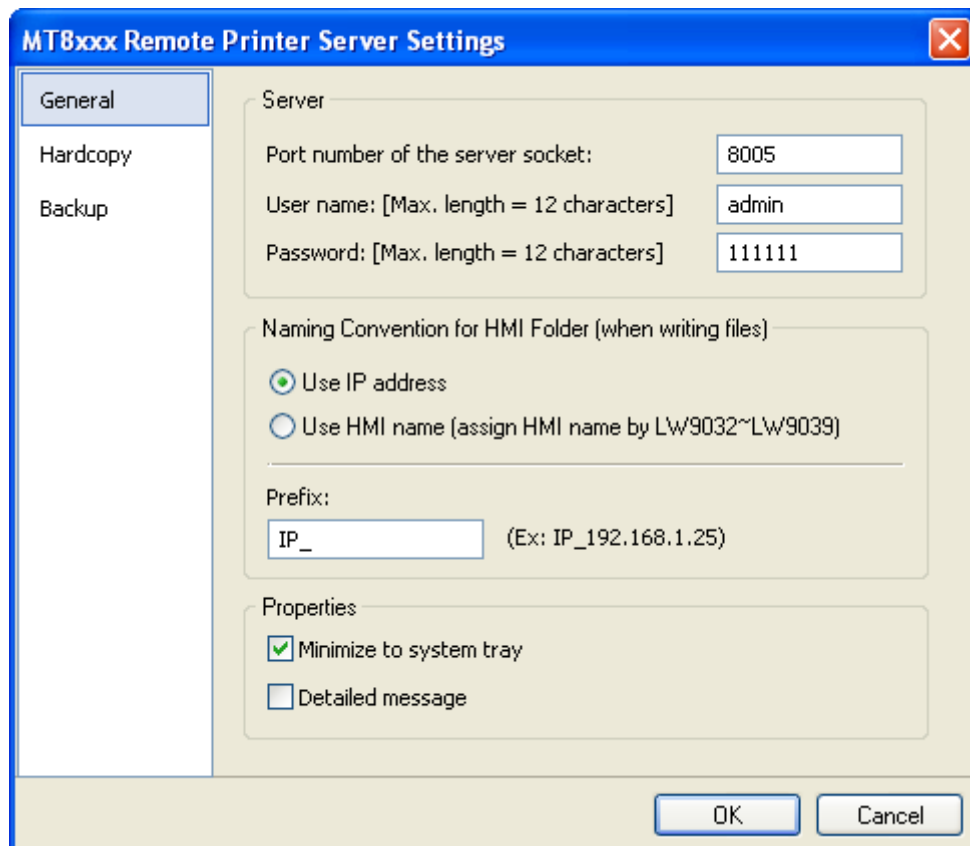 MT8xxx Remote Printer Server Settings
General
Hardcopy
Backup
Server
Port number of the server socket: 8005
User name: [Max. length = 12 characters] admin
Password: [Max. length = 12 characters] 111111
Naming Convention for HMI Folder (when writing files)
Use IP address
Use HMI name (assign HMI name by LW9032~LW9039)
Prefix:
IP_ (Ex: IP_192.168.1.25)
Properties
Minimize to system tray
Detailed message
OK Cancel